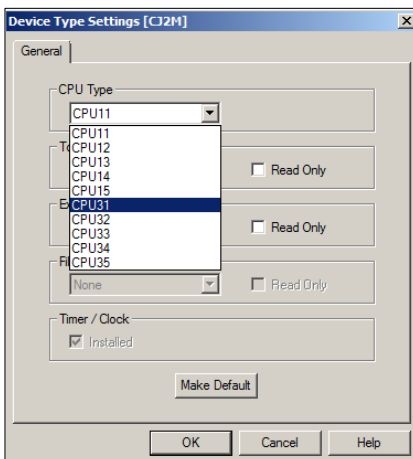 Device Type Settings [CJ2M]
General
CPU Type
CPU11
CPU11
CPU12
CPU13
CPU14
CPU15
CPU31
CPU32
CPU33
CPU34
CPU35
Read Only
Read Only
None
Read Only
Timer / Clock
Installed
Make Default
OK Cancel Help